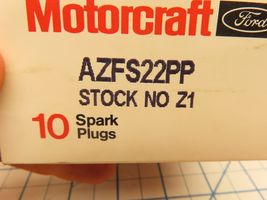 Motorcraft Ford
AZFS22PP
STOCK NO Z1
10 Spark
Plugs